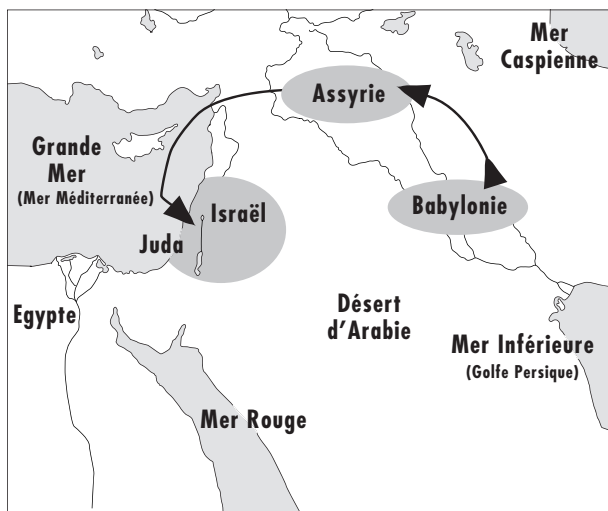 Mer
Caspienne
Assyrie
Grande
Mer
(Mer Méditerranée)
Israël
Babylonie
Juda
Désert
d'Arabie
Egypte
Mer Inférieure
(Golfe Persique)
Mer Rouge